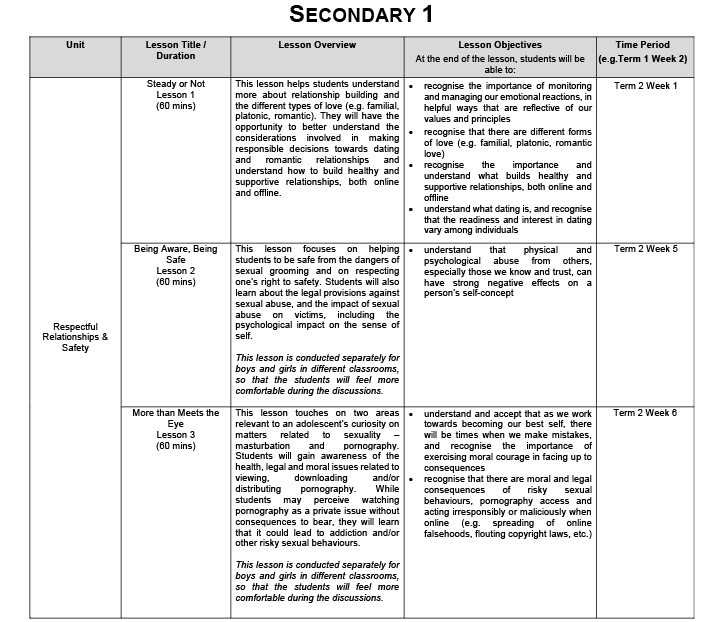 SECONDARY 1
Unit
Lesson Title /
Duration
Lesson Overview
Lesson Objectives
At the end of the lesson, students will be
able to:
Time Period
(e.g.Term 1 Week 2)
Respectful
Relationships &
Safety
Steady or Not
Lesson 1
(60 mins)
This lesson helps students understand
more about relationship building and
the different types of love (e.g. familial,
platonic, romantic). They will have the
opportunity to better understand the
considerations involved in making
responsible decisions towards dating
and romantic relationships and
understand how to build healthy and
supportive relationships, both online
and offline.
• recognise the importance of monitoring
and managing our emotional reactions, in
helpful ways that are reflective of our
values and principles
• recognise that there are different forms
of love (e.g. familial, platonic, romantic
love)
• recognise the importance and
understand what builds healthy and
supportive relationships, both online and
offline
• understand what dating is, and recognise
that the readiness and interest in dating
vary among individuals
Term 2 Week 1
Being Aware, Being
Safe
Lesson 2
(60 mins)
This lesson focuses on helping
students to be safe from the dangers of
sexual grooming and on respecting
one's right to safety. Students will also
learn about the legal provisions against
sexual abuse, and the impact of sexual
abuse on victims, including the
psychological impact on the sense of
self.
This lesson is conducted separately for
boys and girls in different classrooms,
so that the students will feel more
comfortable during the discussions.
• understand that physical and
psychological abuse from others,
especially those we know and trust, can
have strong negative effects on a
person's self-concept
Term 2 Week 5
More than Meets the
Eye
Lesson 3
(60 mins)
This lesson touches on two areas
relevant to an adolescent's curiosity on
matters related to sexuality –
masturbation and pornography.
Students will gain awareness of the
health, legal and moral issues related to
viewing, downloading and/or
distributing pornography. While
students may perceive watching
pornography as a private issue without
consequences to bear, they will learn
that it could lead to addiction and/or
other risky sexual behaviours.
This lesson is conducted separately for
boys and girls in different classrooms,
so that the students will feel more
comfortable during the discussions.
• understand and accept that as we work
towards becoming our best self, there
will be times when we make mistakes,
and recognise the importance of
exercising moral courage in facing up to
consequences
• recognise that there are moral and legal
consequences of risky sexual
behaviours, pornography access and
acting irresponsibly or maliciously when
online (e.g. spreading of online
falsehoods, flouting copyright laws, etc.)
Term 2 Week 6